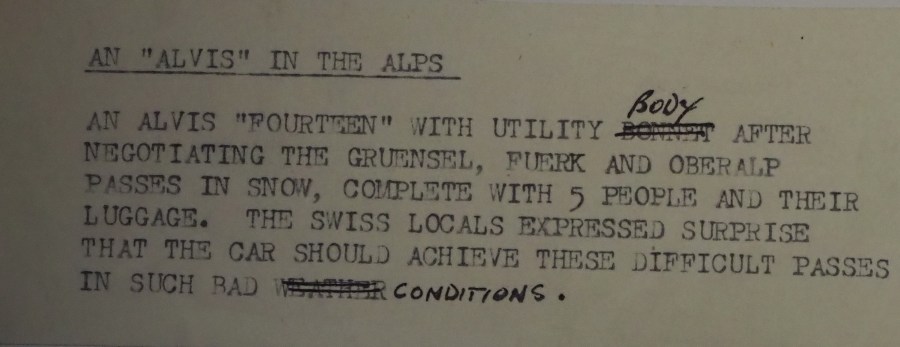 AN "ALVIS" IN THE ALPS
BODY
AN ALVIS "FOURTEEN" WITH UTILITY BONNET AFTER
NEGOTIATING THE GRUENSEL, FUERK AND OBERALP
PASSES IN SNOW, COMPLETE WITH 5 PEOPLE AND THEIR
LUGGAGE. THE SWISS LOCALS EXPRESSED SURPRISE
THAT THE CAR SHOULD ACHIEVE THESE DIFFICULT PASSES
IN SUCH BAD WEATHER CONDITIONS.